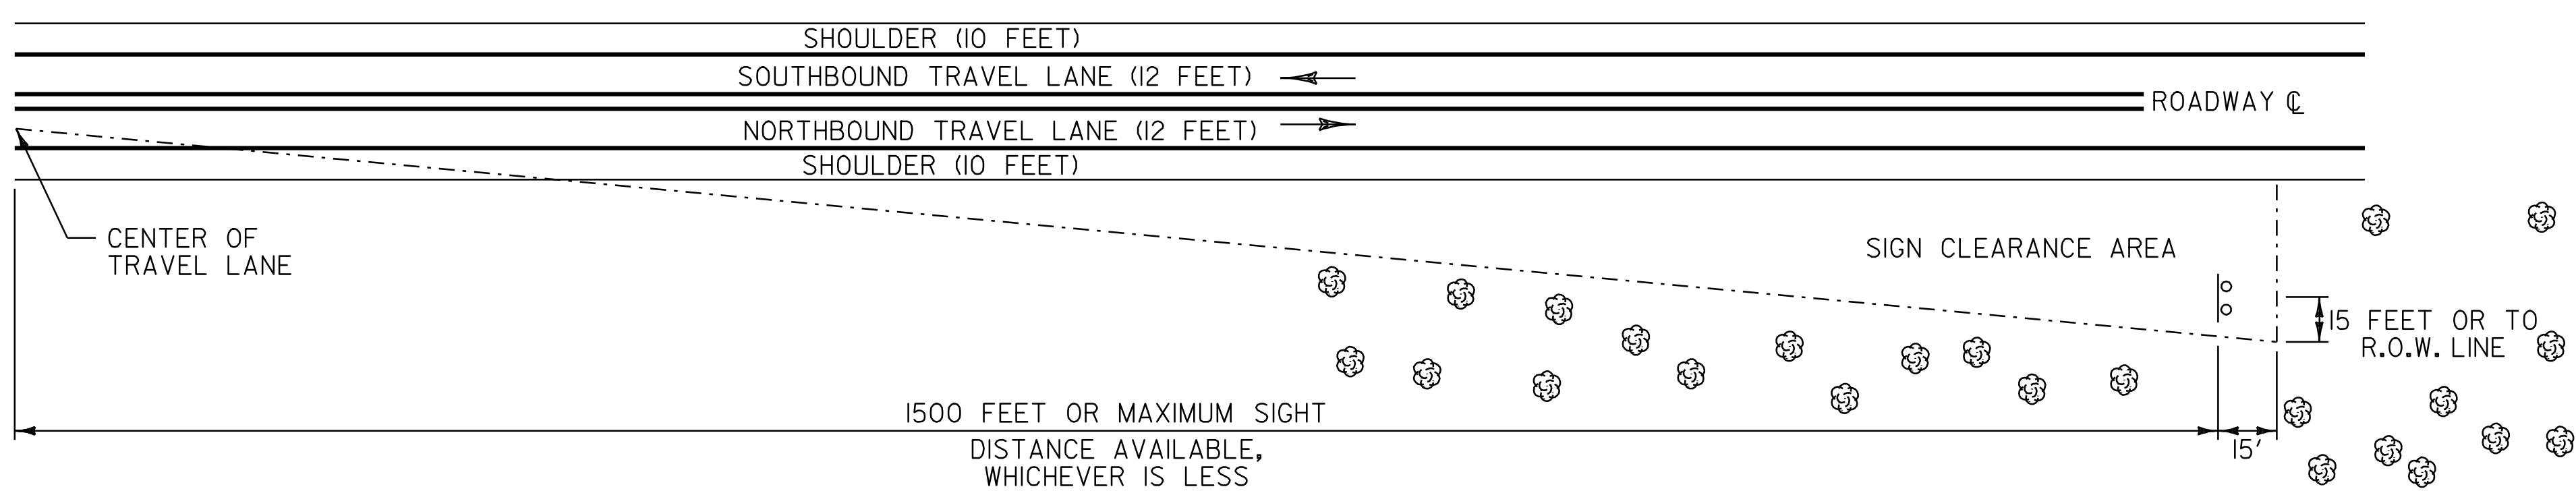 SHOULDER (10 FEET)
SOUTHBOUND TRAVEL LANE (12 FEET)
ROADWAY ℄
NORTHBOUND TRAVEL LANE (12 FEET)
SHOULDER (10 FEET)
CENTER OF
TRAVEL LANE
SIGN CLEARANCE AREA
15 FEET OR TO
R.O.W. LINE
1500 FEET OR MAXIMUM SIGHT
DISTANCE AVAILABLE,
WHICHEVER IS LESS
15'